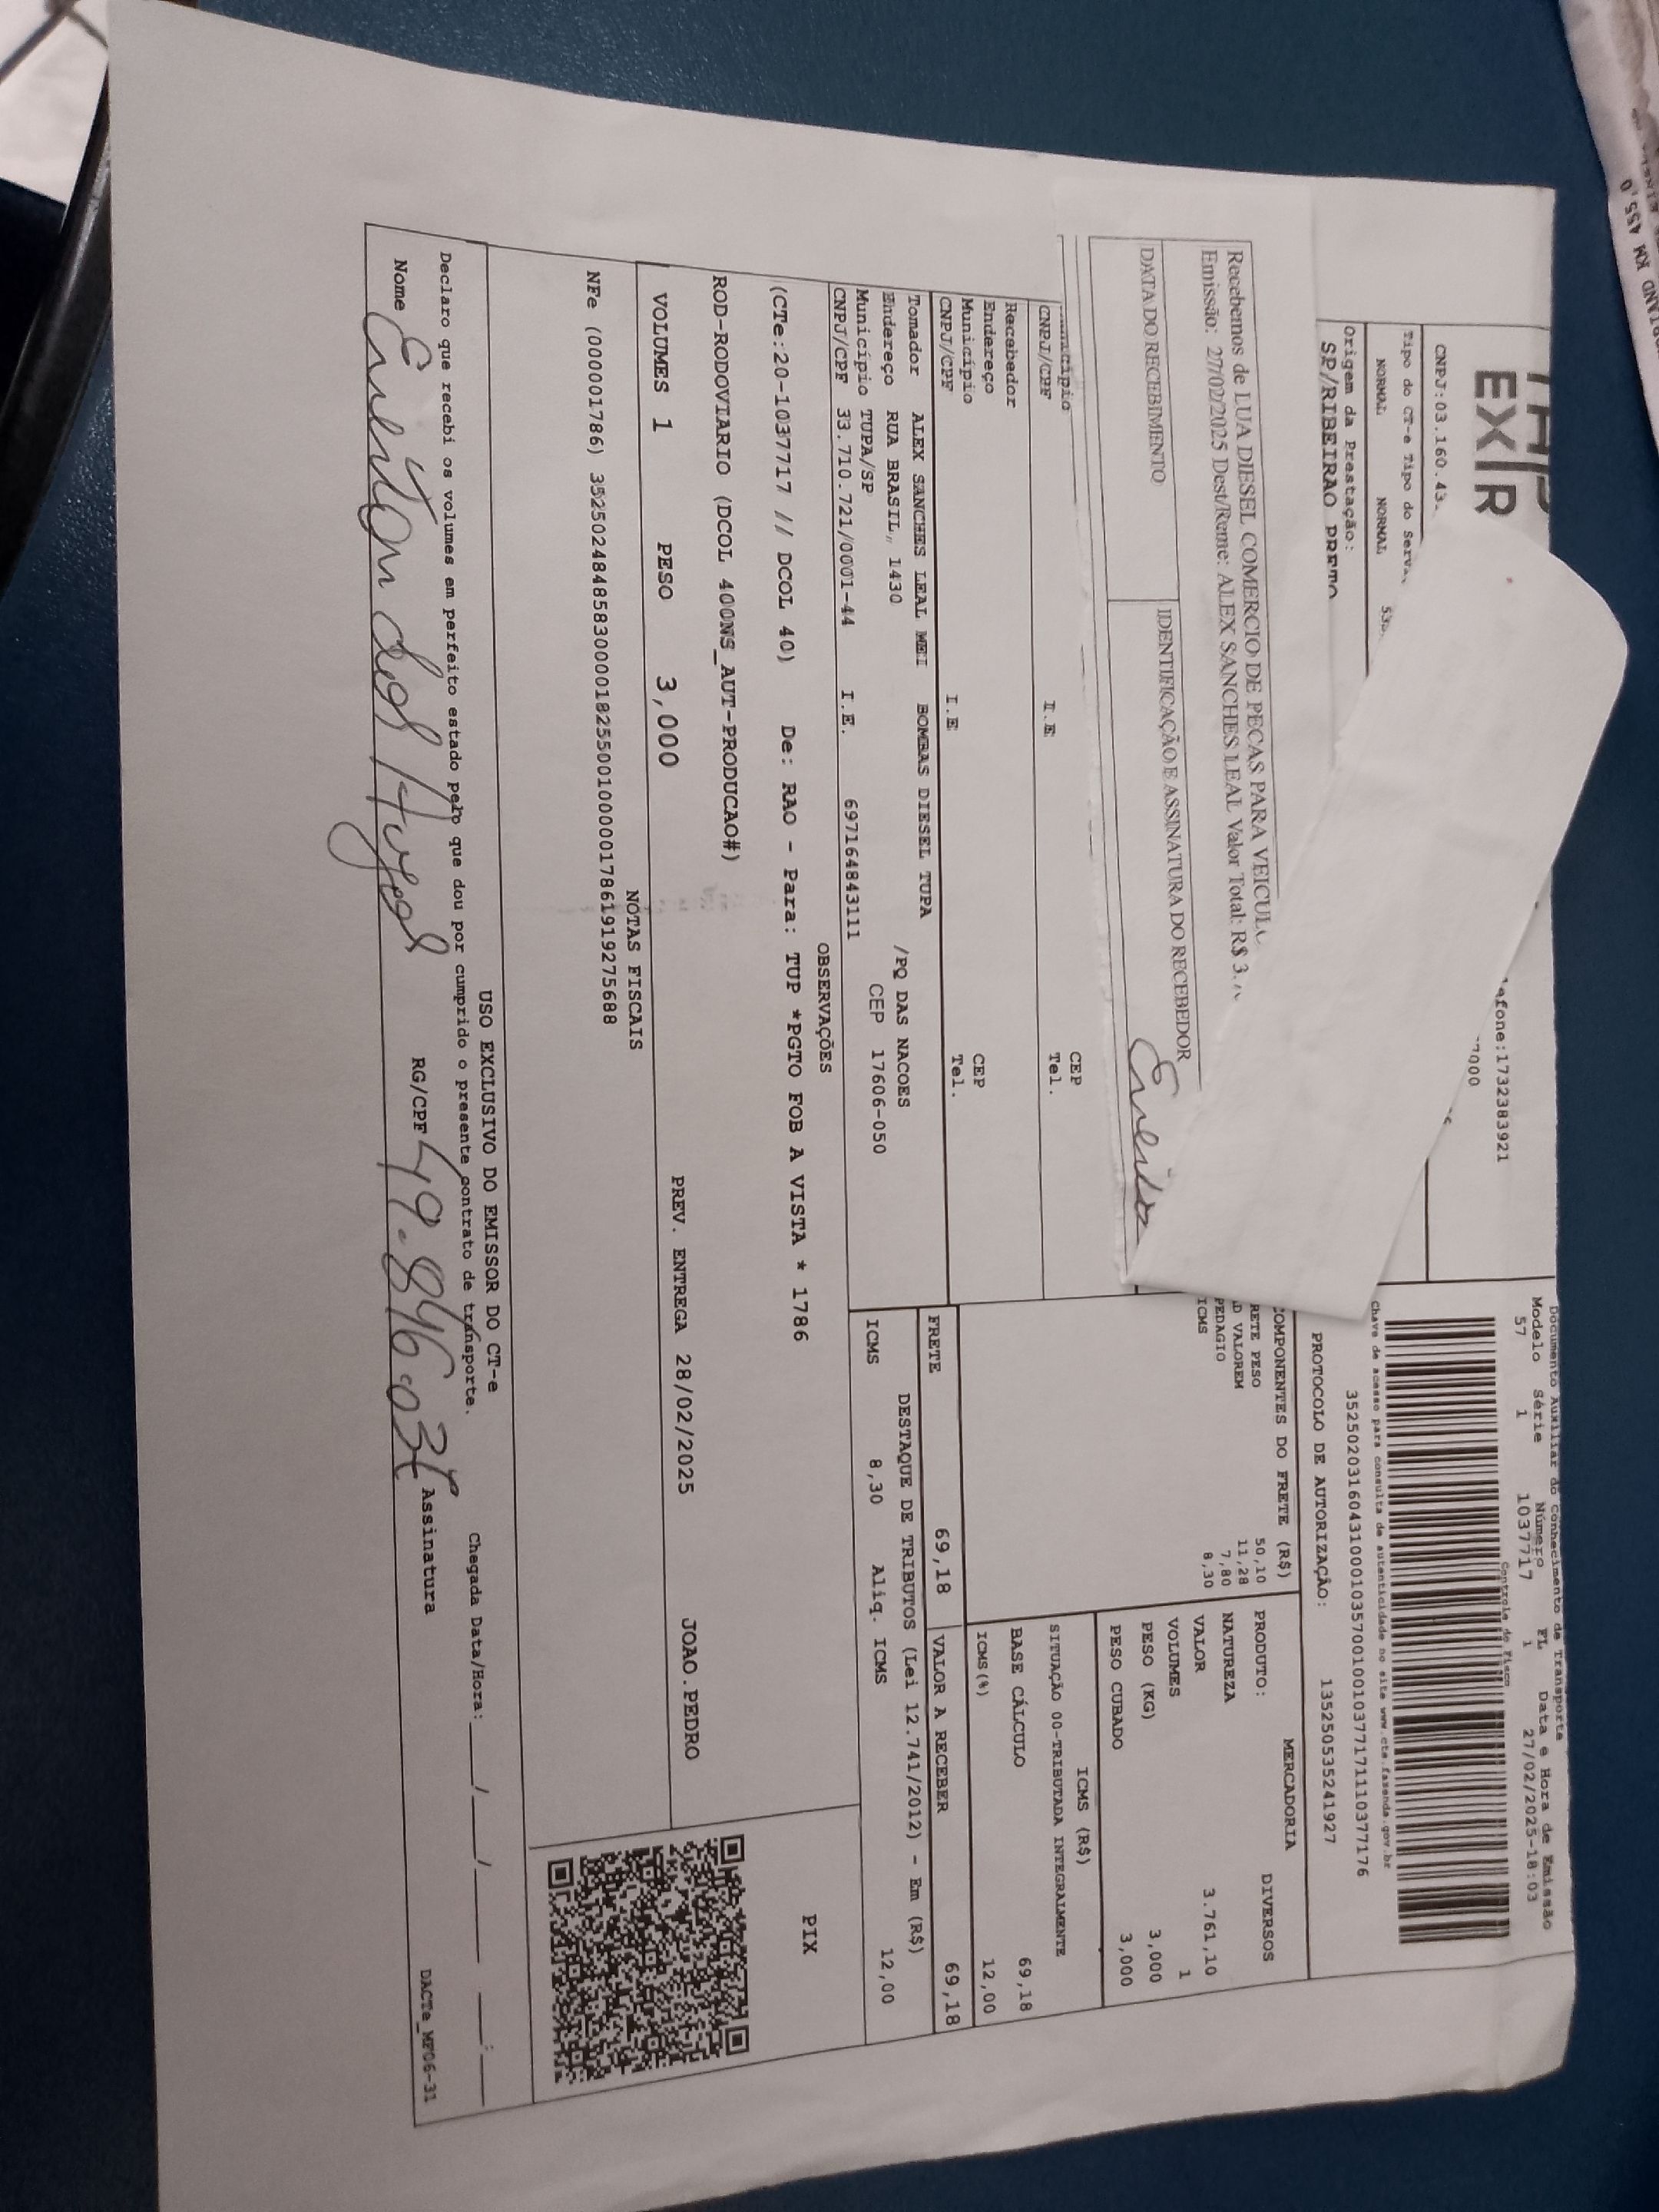 EX|R
CNPJ:03.160.43
Tipo do CT-e Tipo do Serv
NORMAL NORMAL
Origem da Prestação:
SP/RIBEIRAO PRETO
efone:1732383921
Documento Auxiliar do Conhecimento de Transporte
Modelo Série Número FL Data e Hora de Emissão
57 1 103771​7 1 27/02/2025-18:03
Controle do Fisco
Chave de acesso para consulta de autenticidade no site www.cte.fazenda.gov.br
35250203160431000103570010010377171110377176
PROTOCOLO DE AUTORIZAÇÃO: 135250535241927
Recebemos de LUA DIESEL COMERCIO DE PECAS PARA VEICUL
Emissão: 27/02/2025 Dest/Reme: ALEX SANCHES LEAL Valor Total: R$ 3.
DATA DO RECEBIMENTO IDENTIFICAÇÃO E ASSINATURA DO RECEBEDOR
COMPONENTES DO FRETE (R$)
RETE PESO 50,10
D VALOREM 11,28
PEDAGIO 7,80
ICMS 8,30
MERCADORIA
PRODUTO: DIVERSOS
NATUREZA
VALOR 3.761,10
VOLUMES 1
PESO (KG) 3,000
PESO CUBADO 3,000
ICMS (R$)
SITUAÇÃO 00-TRIBUTADA INTEGRALMENTE
BASE CÁLCULO 69,18
ICMS(%) 12,00
CEP
CNPJ/CPF I.E Tel.
Recebedor
Endereço
Município CEP
CNPJ/CPF I.E Tel.
Tomador ALEX SANCHES LEAL MEI BOMBAS DIESEL TUPA
Endereço RUA BRASIL,, 1430 /PQ DAS NACOES
Município TUPA/SP CEP 17606-050
CNPJ/CPF 33.710.721/0001-44 I.E. 697164843111
FRETE 69,18 VALOR A RECEBER 69,18
DESTAQUE DE TRIBUTOS (Lei 12.741/2012) - Em (R$)
ICMS 8,30 Aliq. ICMS 12,00
OBSERVAÇÕES
(CTe:20-1037717 // DCOL 40) De: RAO - Para: TUP *PGTO FOB A VISTA * 1786
ROD-RODOVIARIO (DCOL 400NS_AUT-PRODUCAO#)
PIX
VOLUMES 1 PESO 3,000 PREV. ENTREGA 28/02/2025 JOAO.PEDRO
NOTAS FISCAIS
NFe (000001786) 35250248485830000182550010000017861919275688
USO EXCLUSIVO DO EMISSOR DO CT-e
Declaro que recebi os volumes em perfeito estado pelo que dou por cumprido o presente contrato de transporte. Chegada Data/Hora:___/___/____ ___:___
Nome RG/CPF 49.846.03 Assinatura
DACTe_MF06-31